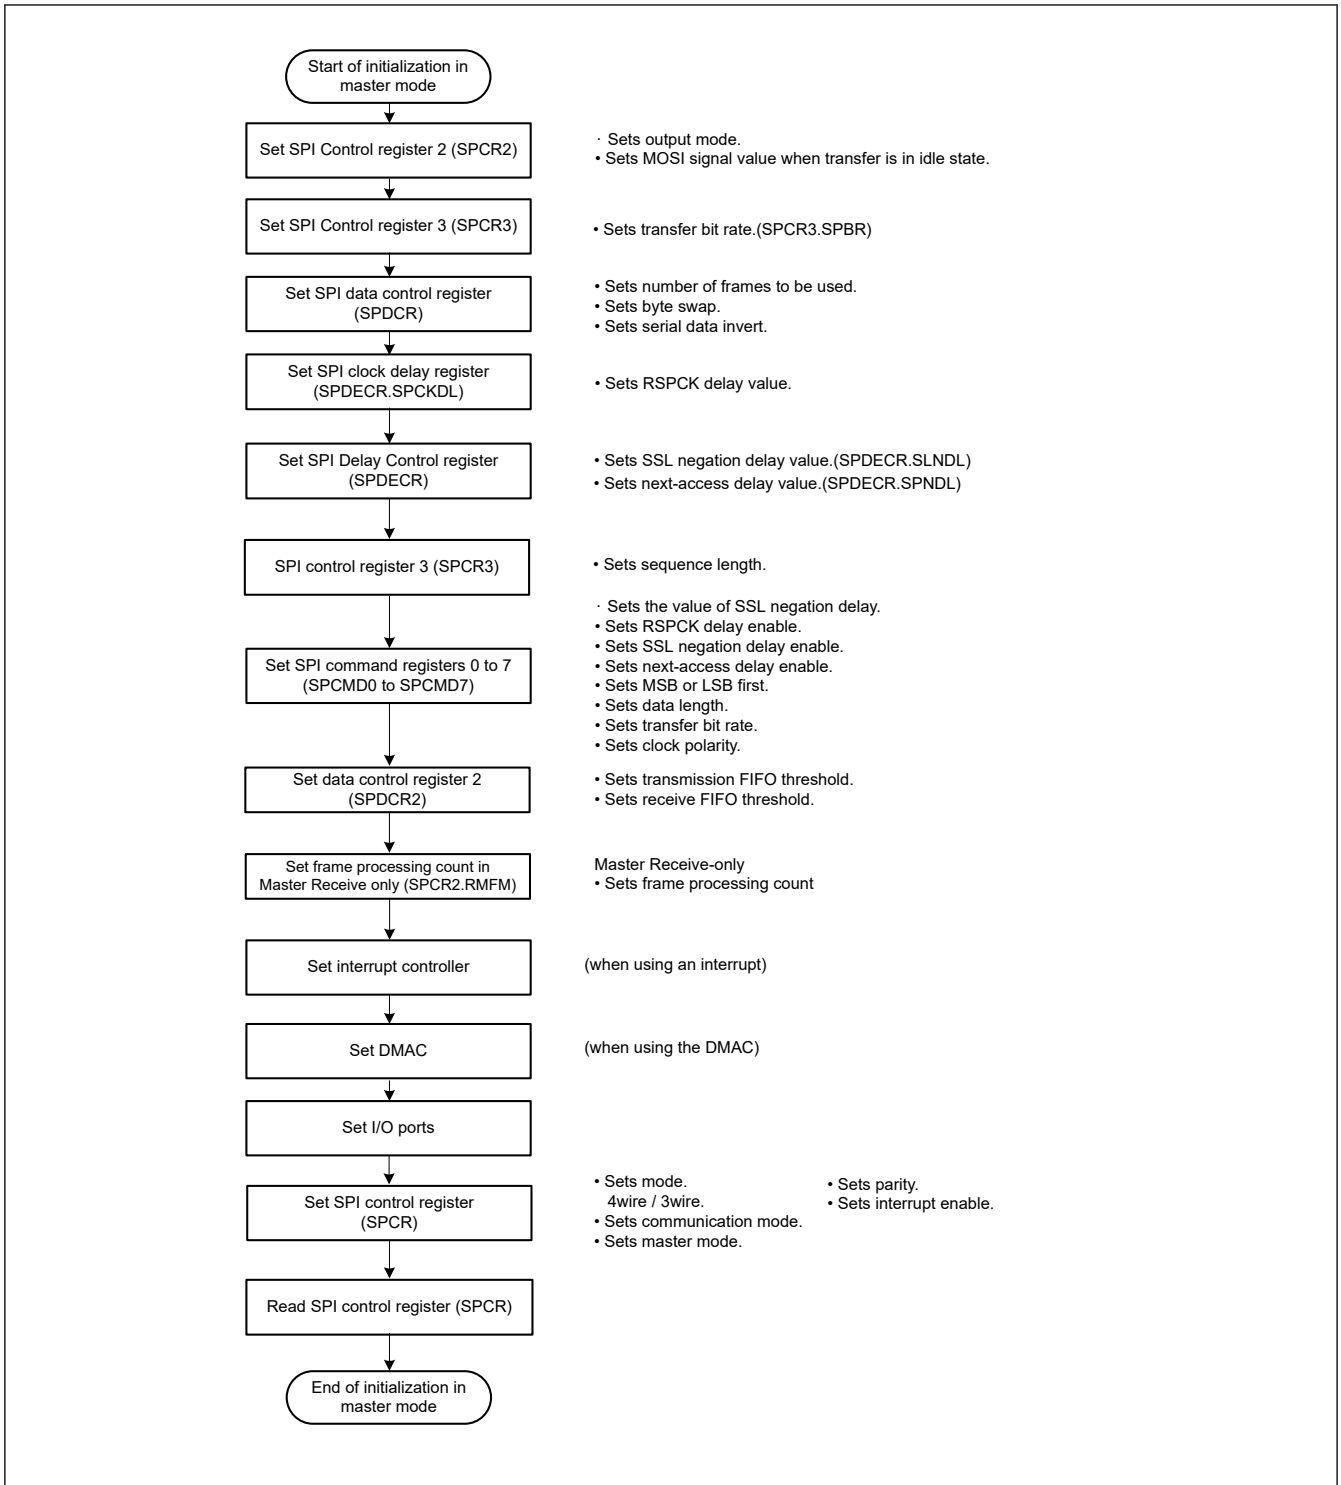 Start of initialization in
master mode
Set SPI Control register 2 (SPCR2)
· Sets output mode.
• Sets MOSI signal value when transfer is in idle state.
Set SPI Control register 3 (SPCR3)
• Sets transfer bit rate.(SPCR3.SPBR)
Set SPI data control register
(SPDCR)
• Sets number of frames to be used.
• Sets byte swap.
• Sets serial data invert.
Set SPI clock delay register
(SPDECR.SPCKDL)
• Sets RSPCK delay value.
Set SPI Delay Control register
(SPDECR)
• Sets SSL negation delay value.(SPDECR.SLNDL)
• Sets next-access delay value.(SPDECR.SPNDL)
SPI control register 3 (SPCR3)
• Sets sequence length.
Set SPI command registers 0 to 7
(SPCMD0 to SPCMD7)
· Sets the value of SSL negation delay.
• Sets RSPCK delay enable.
• Sets SSL negation delay enable.
• Sets next-access delay enable.
• Sets MSB or LSB first.
• Sets data length.
• Sets transfer bit rate.
• Sets clock polarity.
Set data control register 2
(SPDCR2)
• Sets transmission FIFO threshold.
• Sets receive FIFO threshold.
Set frame processing count in
Master Receive only (SPCR2.RMFM)
Master Receive-only
• Sets frame processing count
Set interrupt controller
(when using an interrupt)
Set DMAC
(when using the DMAC)
Set I/O ports
Set SPI control register
(SPCR)
• Sets mode.
4wire / 3wire.
• Sets communication mode.
• Sets master mode.
• Sets parity.
• Sets interrupt enable.
Read SPI control register (SPCR)
End of initialization in
master mode